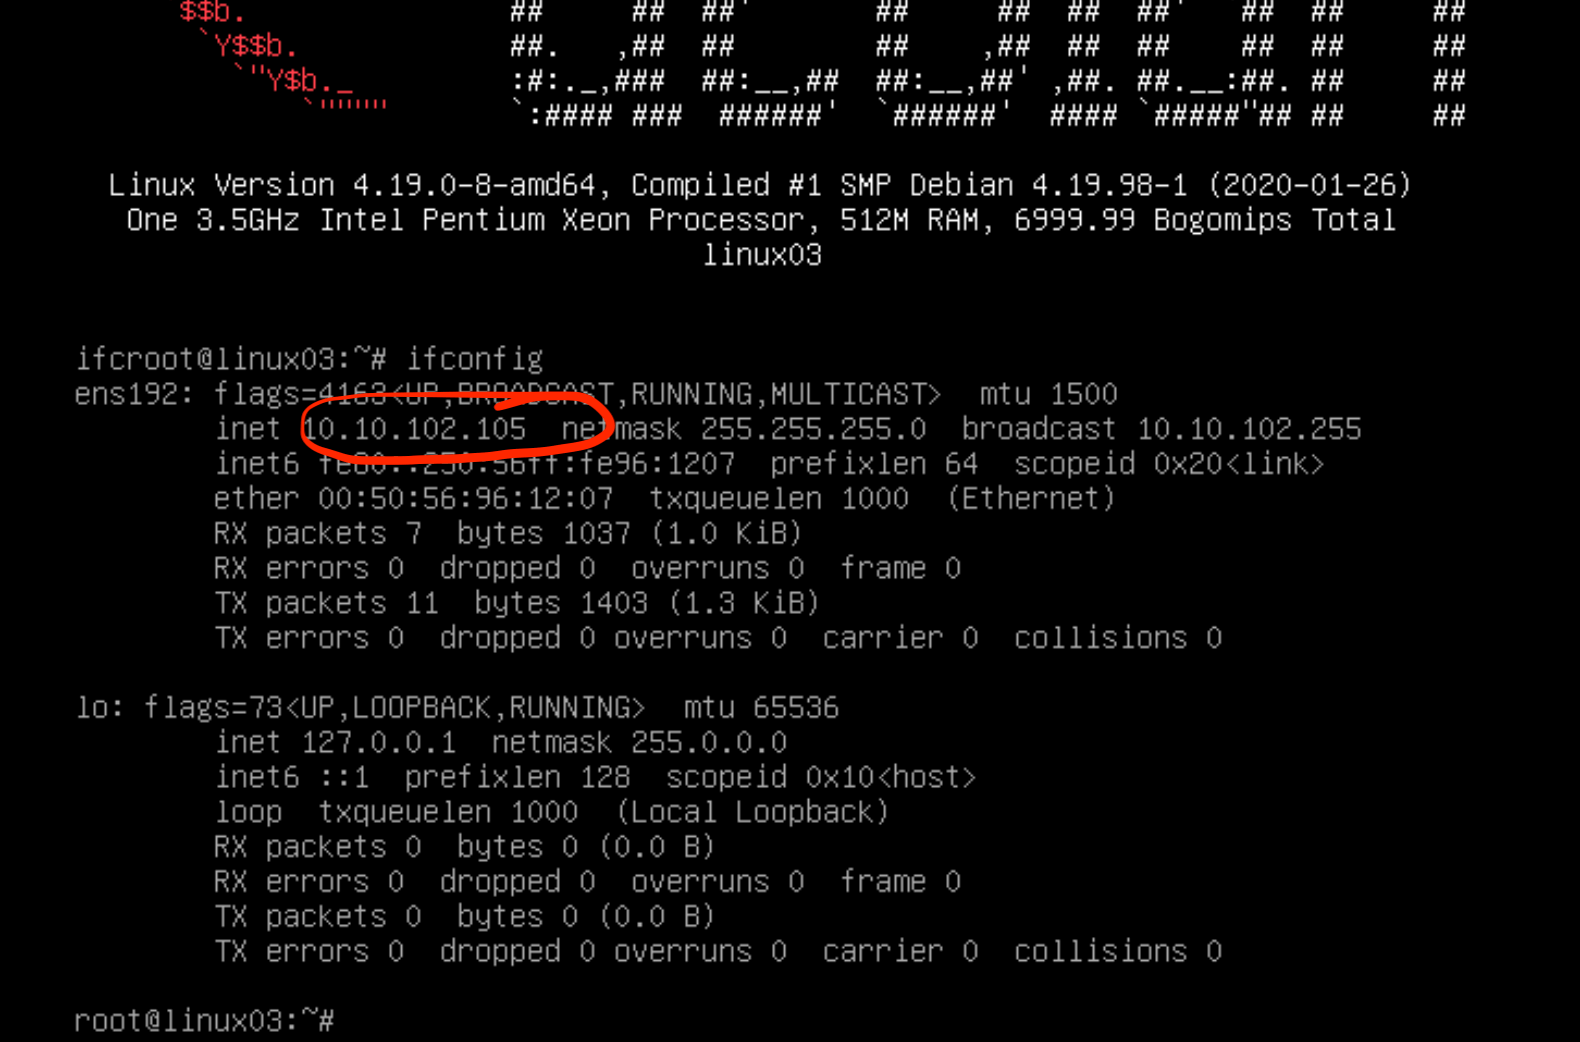 $$b.            ##      ## ##'        ##      ## ## ##'   ## ##      ##
`Y$$b.          ##.   ,## ##         ##     ,## ## ##    ## ##      ##
`"Y$b._         :#:._,### ##:__,## ##:__,##' ,##. ##.__:##. ##      ##
`""""           `:#### ### ######' `######' #### `#####"## ##      ##
Linux Version 4.19.0-8-amd64, Compiled #1 SMP Debian 4.19.98-1 (2020-01-26)
One 3.5GHz Intel Pentium Xeon Processor, 512M RAM, 6999.99 Bogomips Total
linux03
ifcroot@linux03:~# ifconfig
ens192: flags=4163<UP,BROADCAST,RUNNING,MULTICAST>  mtu 1500
inet 10.10.102.105  netmask 255.255.255.0  broadcast 10.10.102.255
inet6 fe80::250:56ff:fe96:1207  prefixlen 64  scopeid 0x20<link>
ether 00:50:56:96:12:07  txqueuelen 1000  (Ethernet)
RX packets 7  bytes 1037 (1.0 KiB)
RX errors 0  dropped 0  overruns 0  frame 0
TX packets 11  bytes 1403 (1.3 KiB)
TX errors 0  dropped 0 overruns 0  carrier 0  collisions 0
lo: flags=73<UP,LOOPBACK,RUNNING>  mtu 65536
inet 127.0.0.1  netmask 255.0.0.0
inet6 ::1  prefixlen 128  scopeid 0x10<host>
loop  txqueuelen 1000  (Local Loopback)
RX packets 0  bytes 0 (0.0 B)
RX errors 0  dropped 0  overruns 0  frame 0
TX packets 0  bytes 0 (0.0 B)
TX errors 0  dropped 0 overruns 0  carrier 0  collisions 0
root@linux03:~#